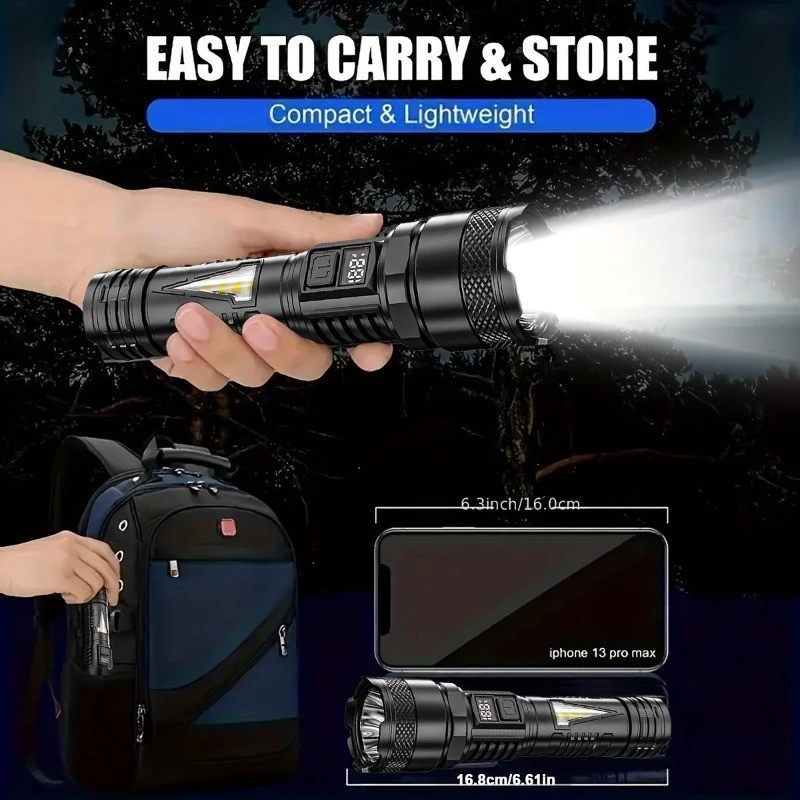 EASY TO CARRY & STORE
Compact & Lightweight
6.3inch/16.0cm
iphone 13 pro max
16.8cm/6.61in